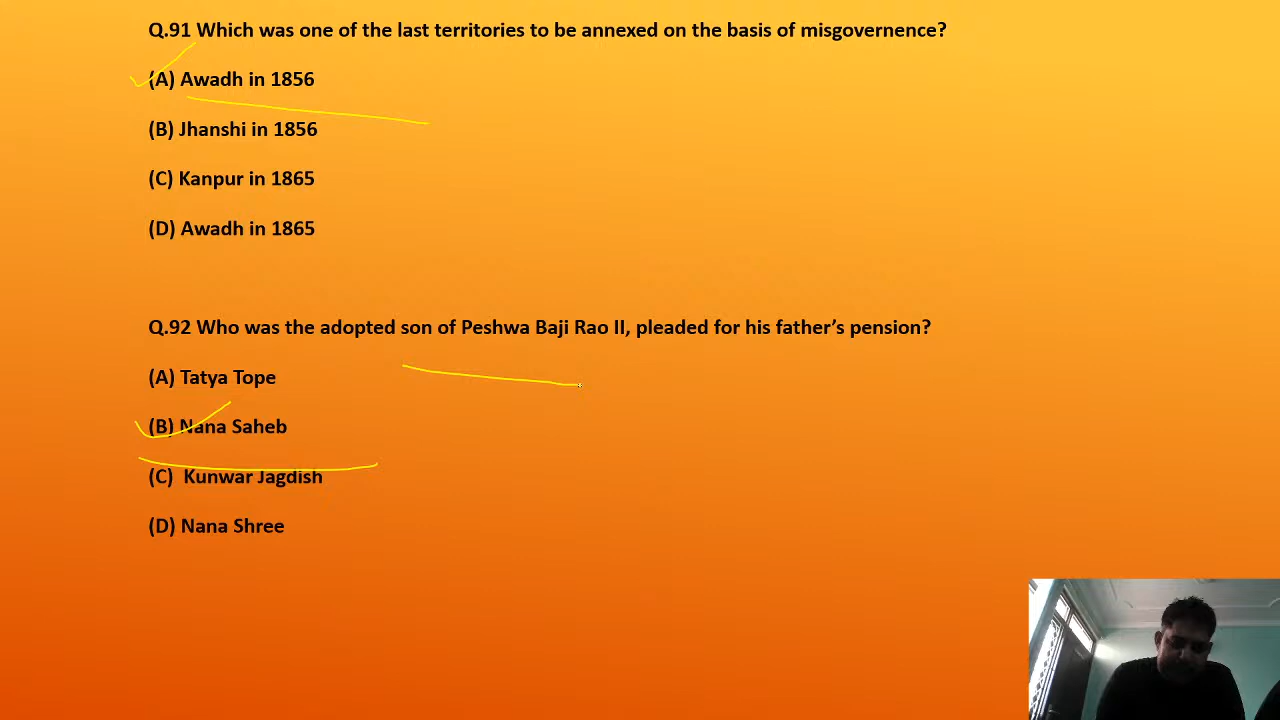 Q.91 Which was one of the last territories to be annexed on the basis of misgovernence?
(A) Awadh in 1856
(B) Jhanshi in 1856
(C) Kanpur in 1865
(D) Awadh in 1865
Q.92 Who was the adopted son of Peshwa Baji Rao II, pleaded for his father’s pension?
(A) Tatya Tope
(B) Nana Saheb
(C) Kunwar Jagdish
(D) Nana Shree